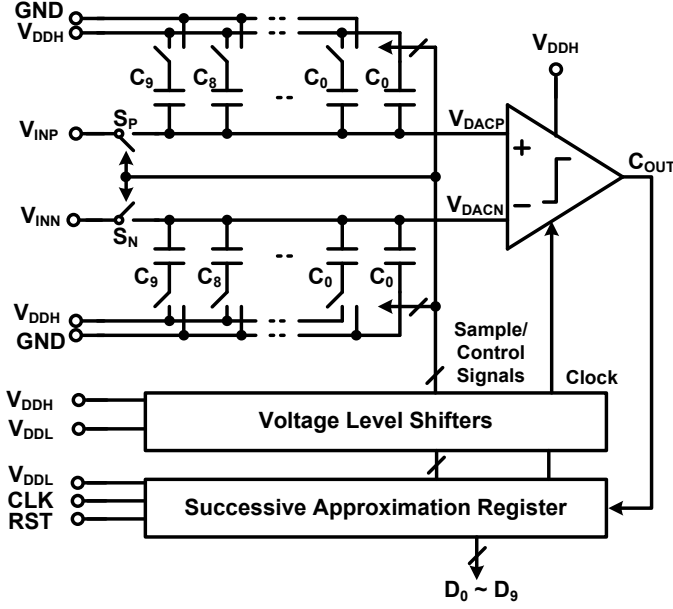 GND
VDDH
C9
C8
C0
C0
VDDH
VINP
SP
VDACP
COUT
VINN
SN
VDACN
C9
C8
C0
C0
VDDH
GND
Sample/
Control
Signals
Clock
VDDH
VDDL
Voltage Level Shifters
VDDL
CLK
RST
Successive Approximation Register
D0 ~ D9